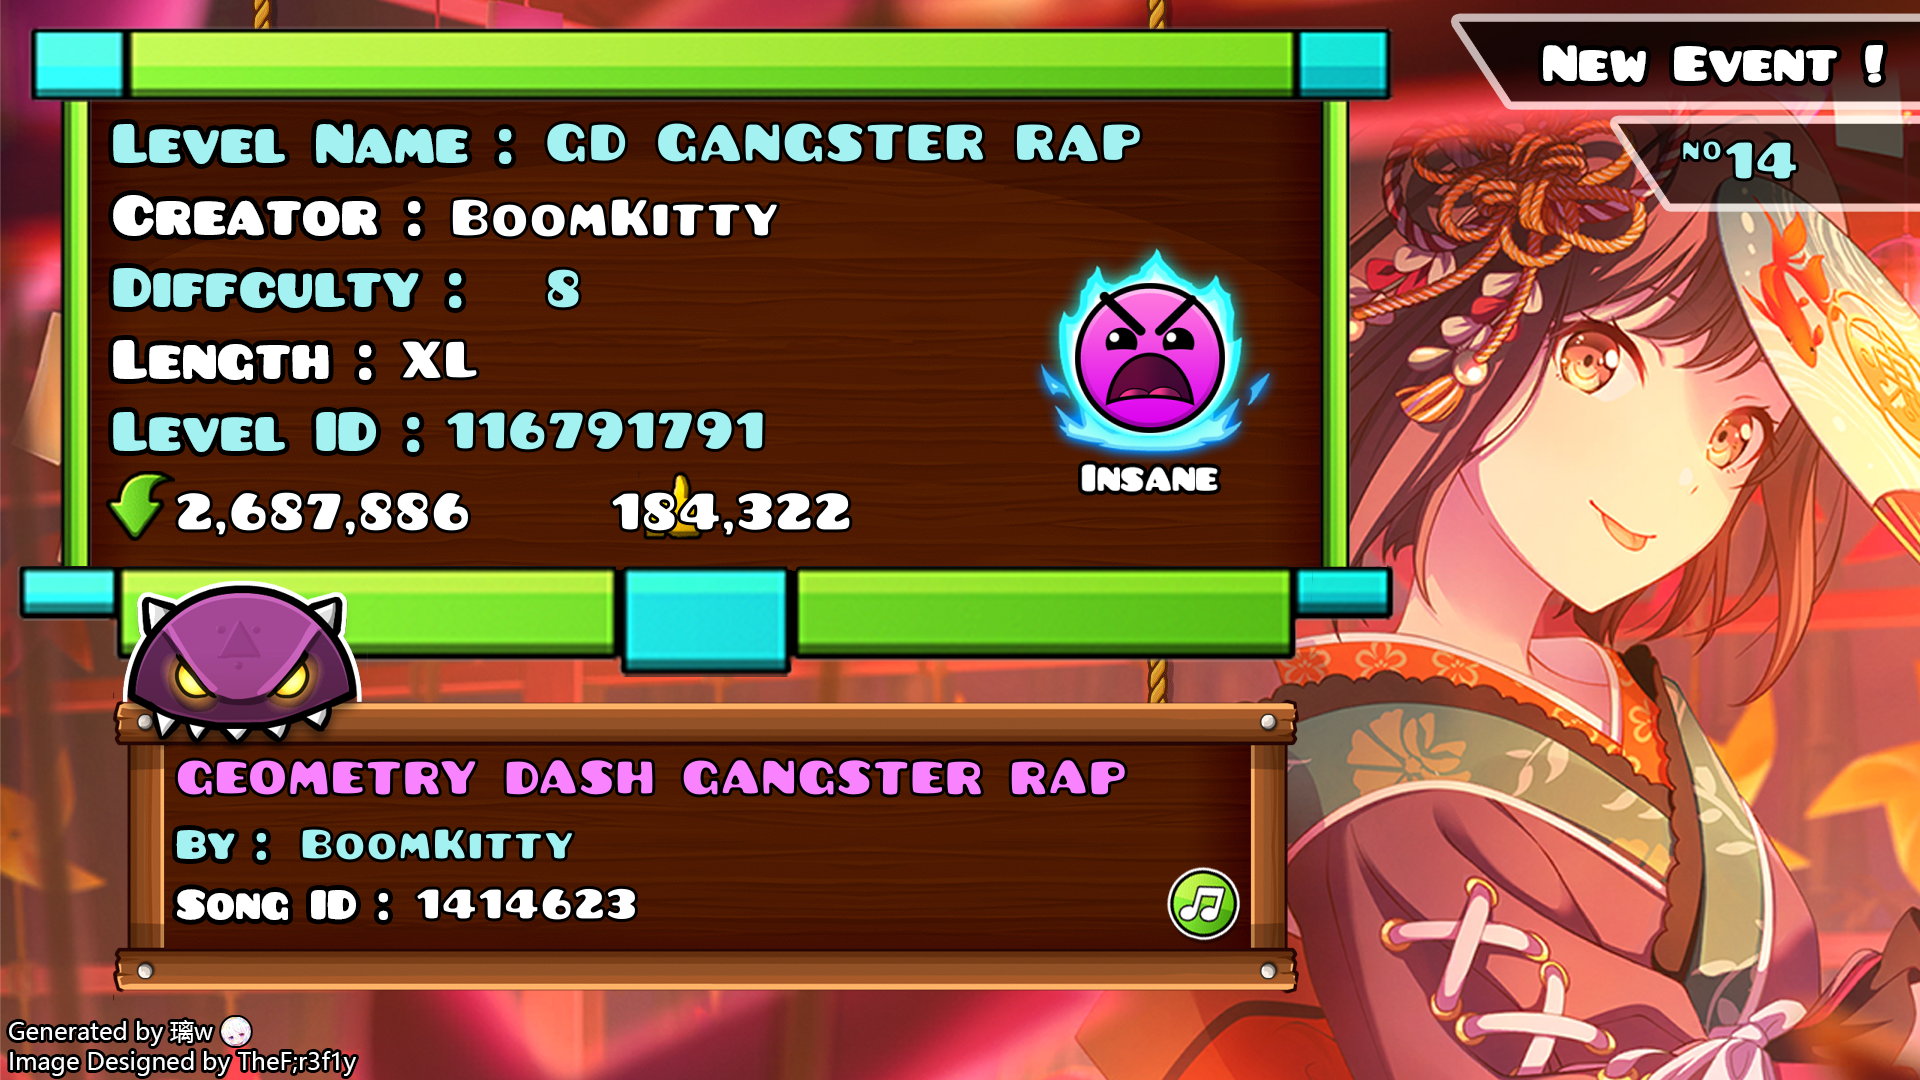 New Event !
No14
Level Name : GD GANGSTER RAP
Creator : BoomKitty
Diffculty : 8
Length : XL
Level ID : 116791791
2,687,886 184,322
Insane
GEOMETRY DASH GANGSTER RAP
By : BoomKitty
Song ID : 1414623
Generated by 璃w
Image Designed by TheF;r3f1y